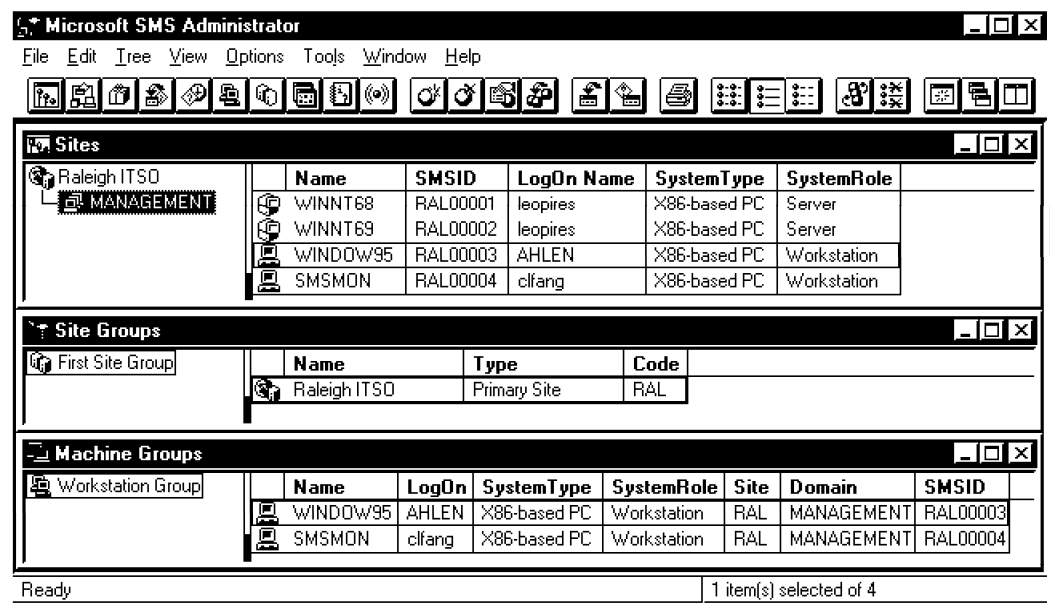 Microsoft SMS Administrator
File Edit Tree View Options Tools Window Help
Sites
Raleigh ITSO
MANAGEMENT
Name SMSID LogOn Name SystemType SystemRole
WINNT68 RAL00001 leopires X86-based PC Server
WINNT69 RAL00002 leopires X86-based PC Server
WINDOW95 RAL00003 AHLEN X86-based PC Workstation
SMSMON RAL00004 clfang X86-based PC Workstation
Site Groups
First Site Group
Name Type Code
Raleigh ITSO Primary Site RAL
Machine Groups
Workstation Group
Name LogOn SystemType SystemRole Site Domain SMSID
WINDOW95 AHLEN X86-based PC Workstation RAL MANAGEMENT RAL00003
SMSMON clfang X86-based PC Workstation RAL MANAGEMENT RAL00004
Ready 1 item(s) selected of 4